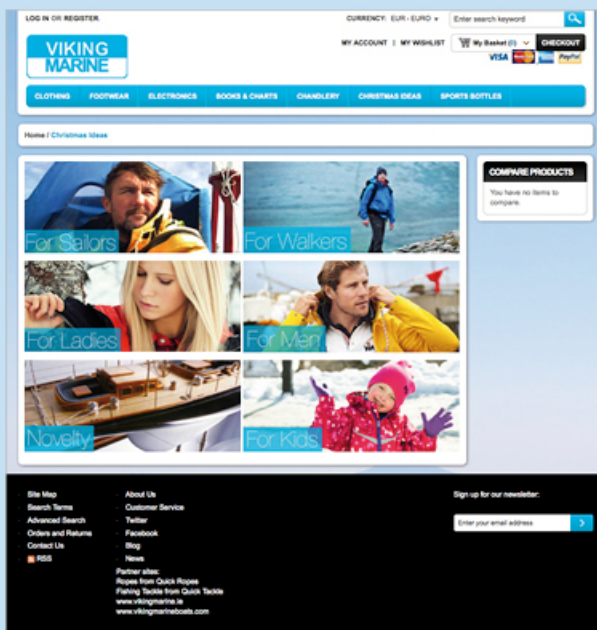 LOG IN OR REGISTER
CURRENCY: EUR - EURO
Enter search keyword
VIKING
MARINE
MY ACCOUNT | MY WISHLIST
My Basket (0)
CHECKOUT
VISA
PayPal
CLOTHING FOOTWEAR ELECTRONICS BOOKS & CHARTS CHANDLERY CHRISTMAS IDEAS SPORTS BOTTLES
Home / Christmas Ideas
For Sailors
For Walkers
For Ladies
For Men
Novelty
For Kids
COMPARE PRODUCTS
You have no items to
compare.
Site Map
Search Terms
Advanced Search
Orders and Returns
Contact Us
RSS
About Us
Customer Service
Twitter
Facebook
Blog
News
Partner sites:
Ropes from Quick Ropes
Fishing Tackle from Quick Tackle
www.vikingmarine.ie
www.vikingmarineboats.com
Sign up for our newsletter:
Enter your email address